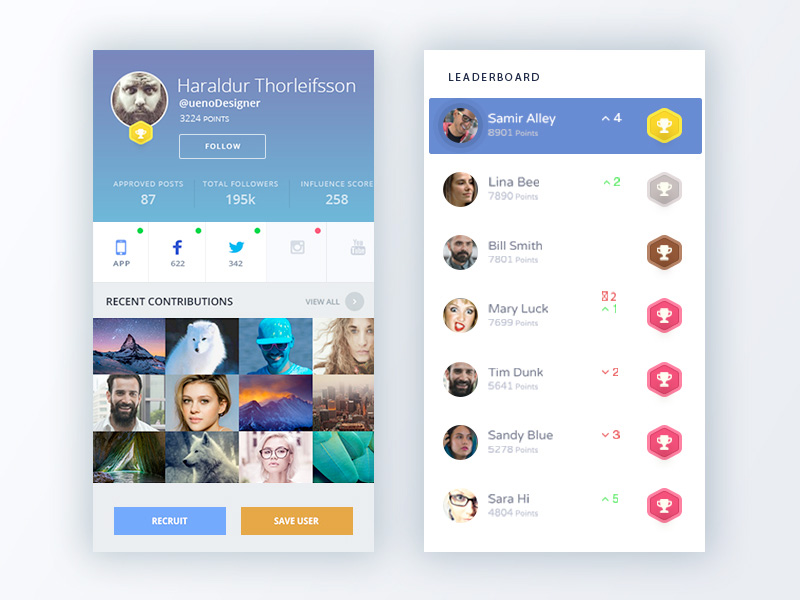 Haraldur Thorleifsson
@uenoDesigner
3224 POINTS
FOLLOW
APPROVED POSTS TOTAL FOLLOWERS INFLUENCE SCORE
87 195k 258
You Tube
APP 622 342
RECENT CONTRIBUTIONS VIEW ALL
RECRUIT SAVE USER
LEADERBOARD
Samir Alley 4
8901 Points
Lina Bee 2
7890 Points
Bill Smith
7801 Points
2
Mary Luck 1
7699 Points
Tim Dunk 2
5641 Points
Sandy Blue 3
5278 Points
Sara Hi 5
4804 Points